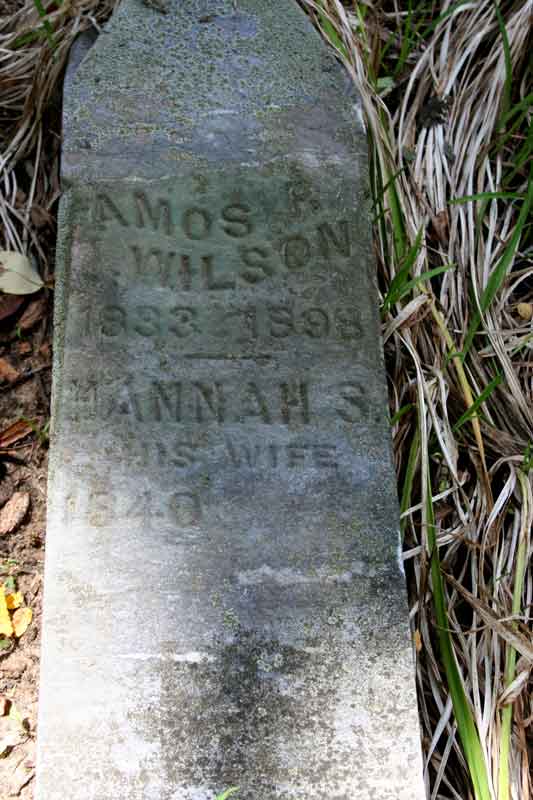 AMOS P.
WILSON
1833 1898
HANNAH S.
HIS WIFE
1840